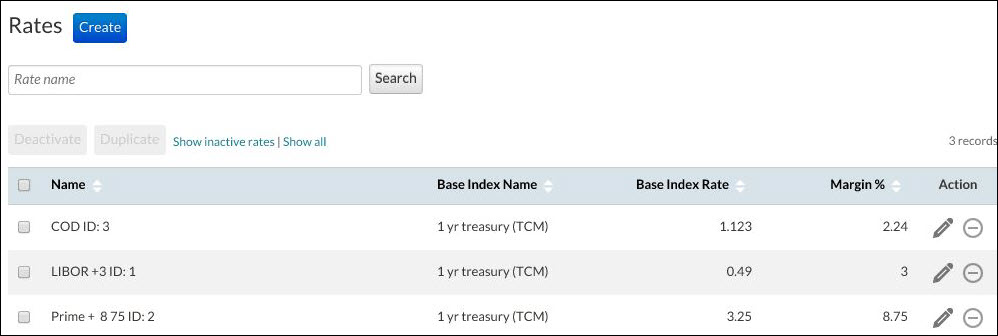 Rates Create
Rate name Search
Deactivate Duplicate Show inactive rates | Show all 3 records
Name Base Index Name Base Index Rate Margin % Action
COD ID: 3 1 yr treasury (TCM) 1.123 2.24
LIBOR +3 ID: 1 1 yr treasury (TCM) 0.49 3
Prime + 8 75 ID: 2 1 yr treasury (TCM) 3.25 8.75